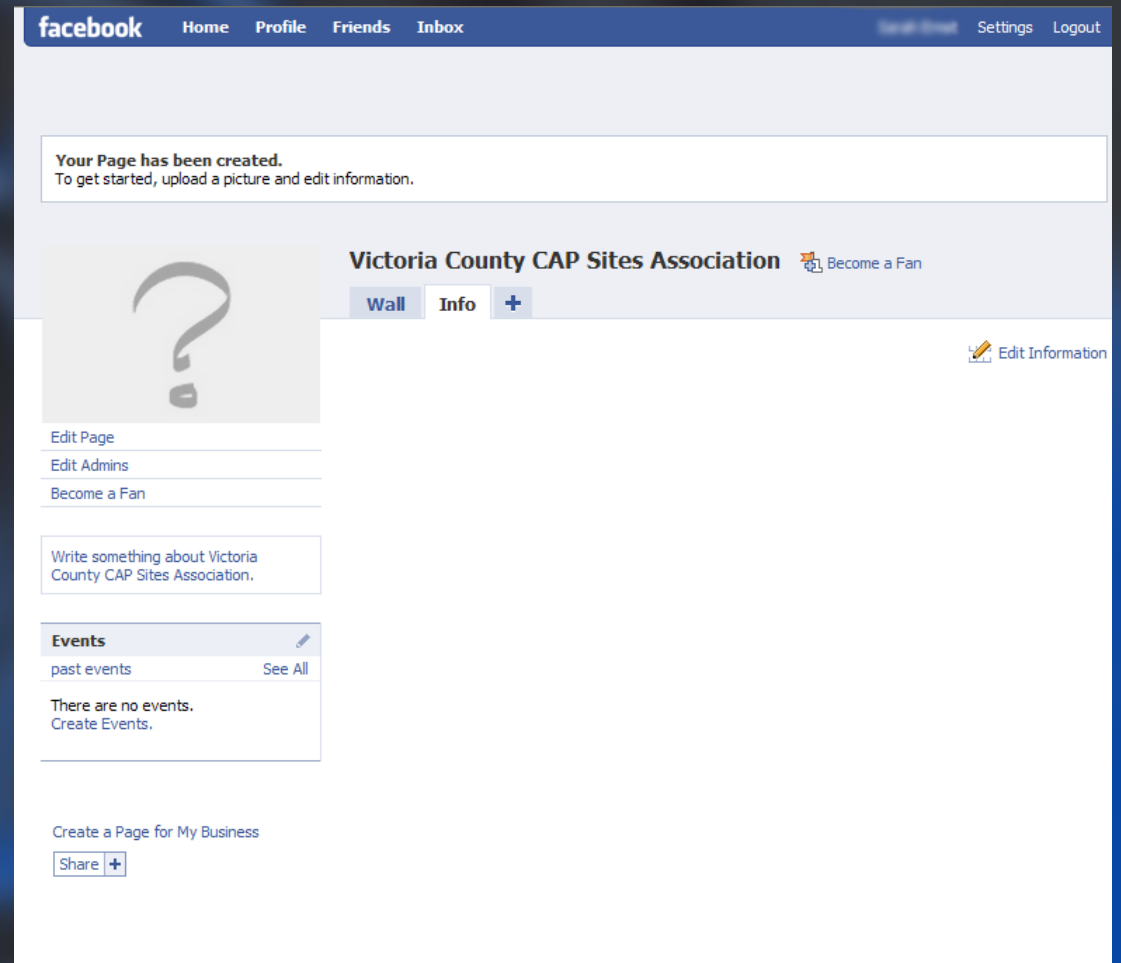 facebook Home Profile Friends Inbox Settings Logout
Your Page has been created.
To get started, upload a picture and edit information.
Victoria County CAP Sites Association Become a Fan
Wall Info +
Edit Information
?
Edit Page
Edit Admins
Become a Fan
Write something about Victoria
County CAP Sites Association.
Events
past events See All
There are no events.
Create Events.
Create a Page for My Business
Share +